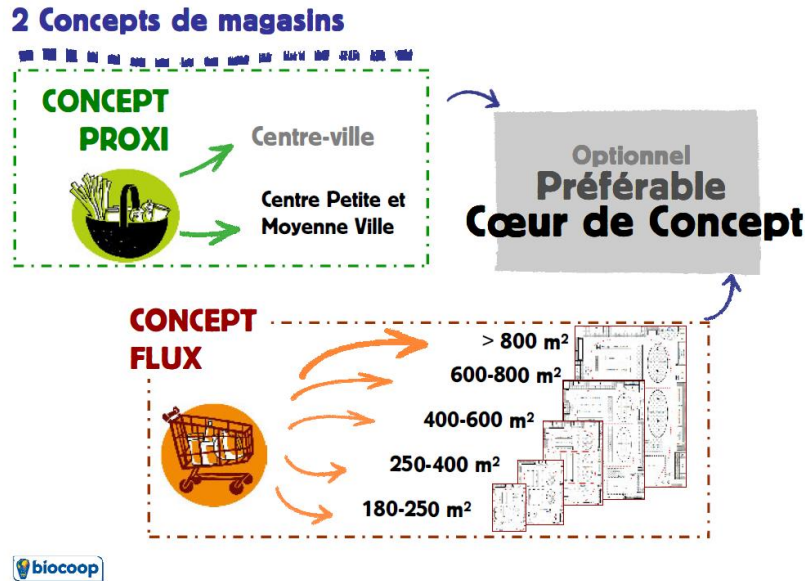 2 Concepts de magasins
CONCEPT
PROXI
Centre-ville
Centre Petite et
Moyenne Ville
Optionnel
Préférable
Cœur de Concept
CONCEPT
FLUX
> 800 m²
600-800 m²
400-600 m²
250-400 m²
180-250 m²
biocoop